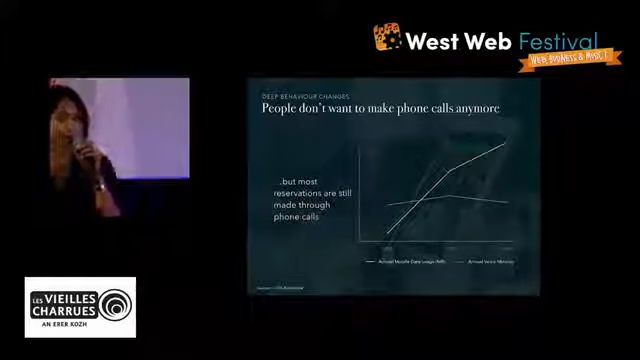 West Web Festival
WEB, BUSINESS & MUSIC !
DEEP BEHAVIOUR CHANGES
People don't want to make phone calls anymore
...but most
reservations are still
made through
phone calls
Annual Mobile Data Usage (MB)
Annual Voice Minutes
LES VIEILLES
CHARRUES
AN ERER KOZH